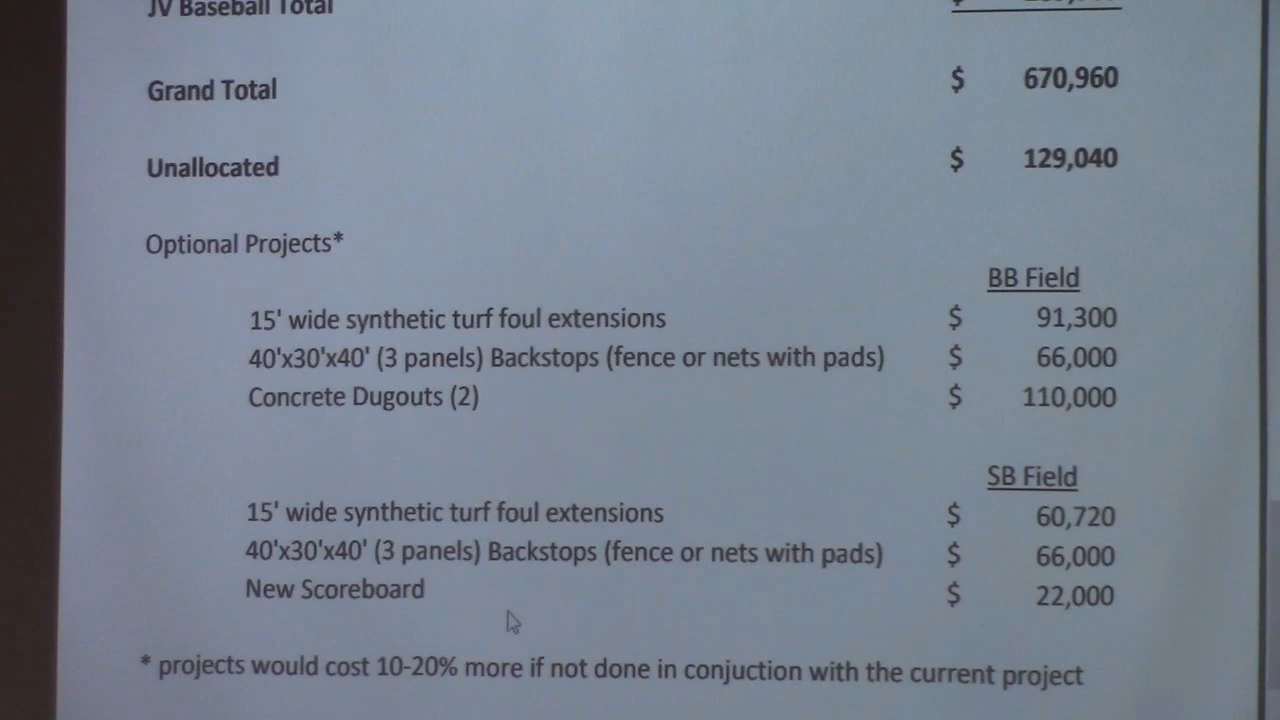 JV Baseball Total $
Grand Total $ 670,960
Unallocated $ 129,040
Optional Projects*
BB Field
15' wide synthetic turf foul extensions $ 91,300
40'x30'x40' (3 panels) Backstops (fence or nets with pads) $ 66,000
Concrete Dugouts (2) $ 110,000
SB Field
15' wide synthetic turf foul extensions $ 60,720
40'x30'x40' (3 panels) Backstops (fence or nets with pads) $ 66,000
New Scoreboard $ 22,000
* projects would cost 10-20% more if not done in conjuction with the current project